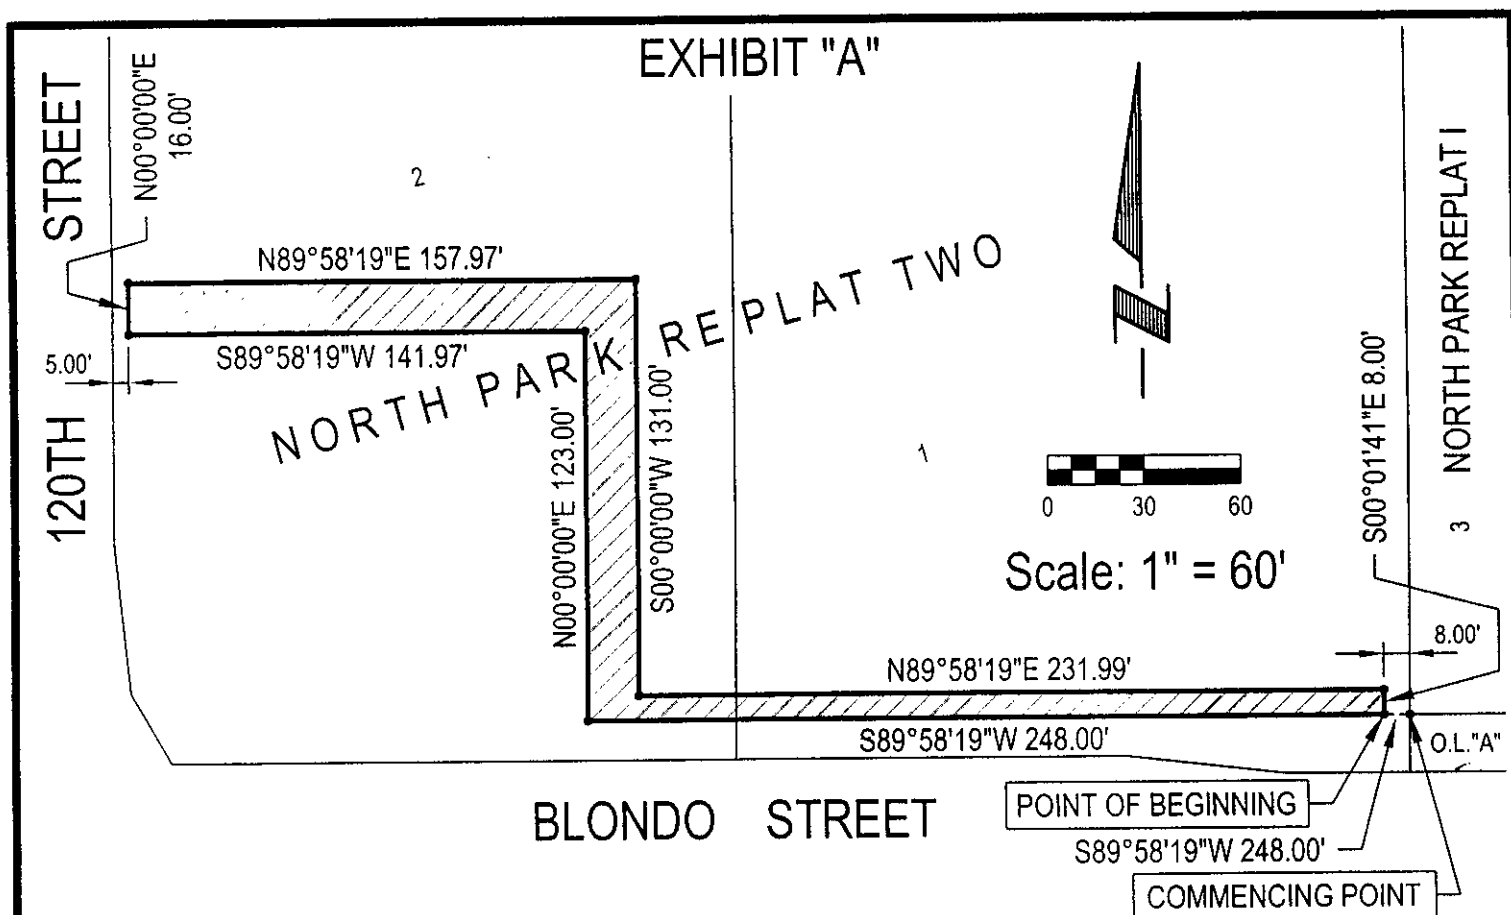 EXHIBIT "A"
120TH STREET
N00°00'00"E
16.00'
2
N89°58'19"E 157.97'
S89°58'19"W 141.97'
5.00'
NORTH PARK REPLAT TWO
N00°00'00"E 123.00'
S00°00'00"W 131.00'
1
N
0 30 60
Scale: 1" = 60'
S00°01'41"E 8.00'
3 NORTH PARK REPLAT I
8.00'
N89°58'19"E 231.99'
S89°58'19"W 248.00'
O.L."A"
BLONDO STREET
POINT OF BEGINNING
S89°58'19"W 248.00'
COMMENCING POINT